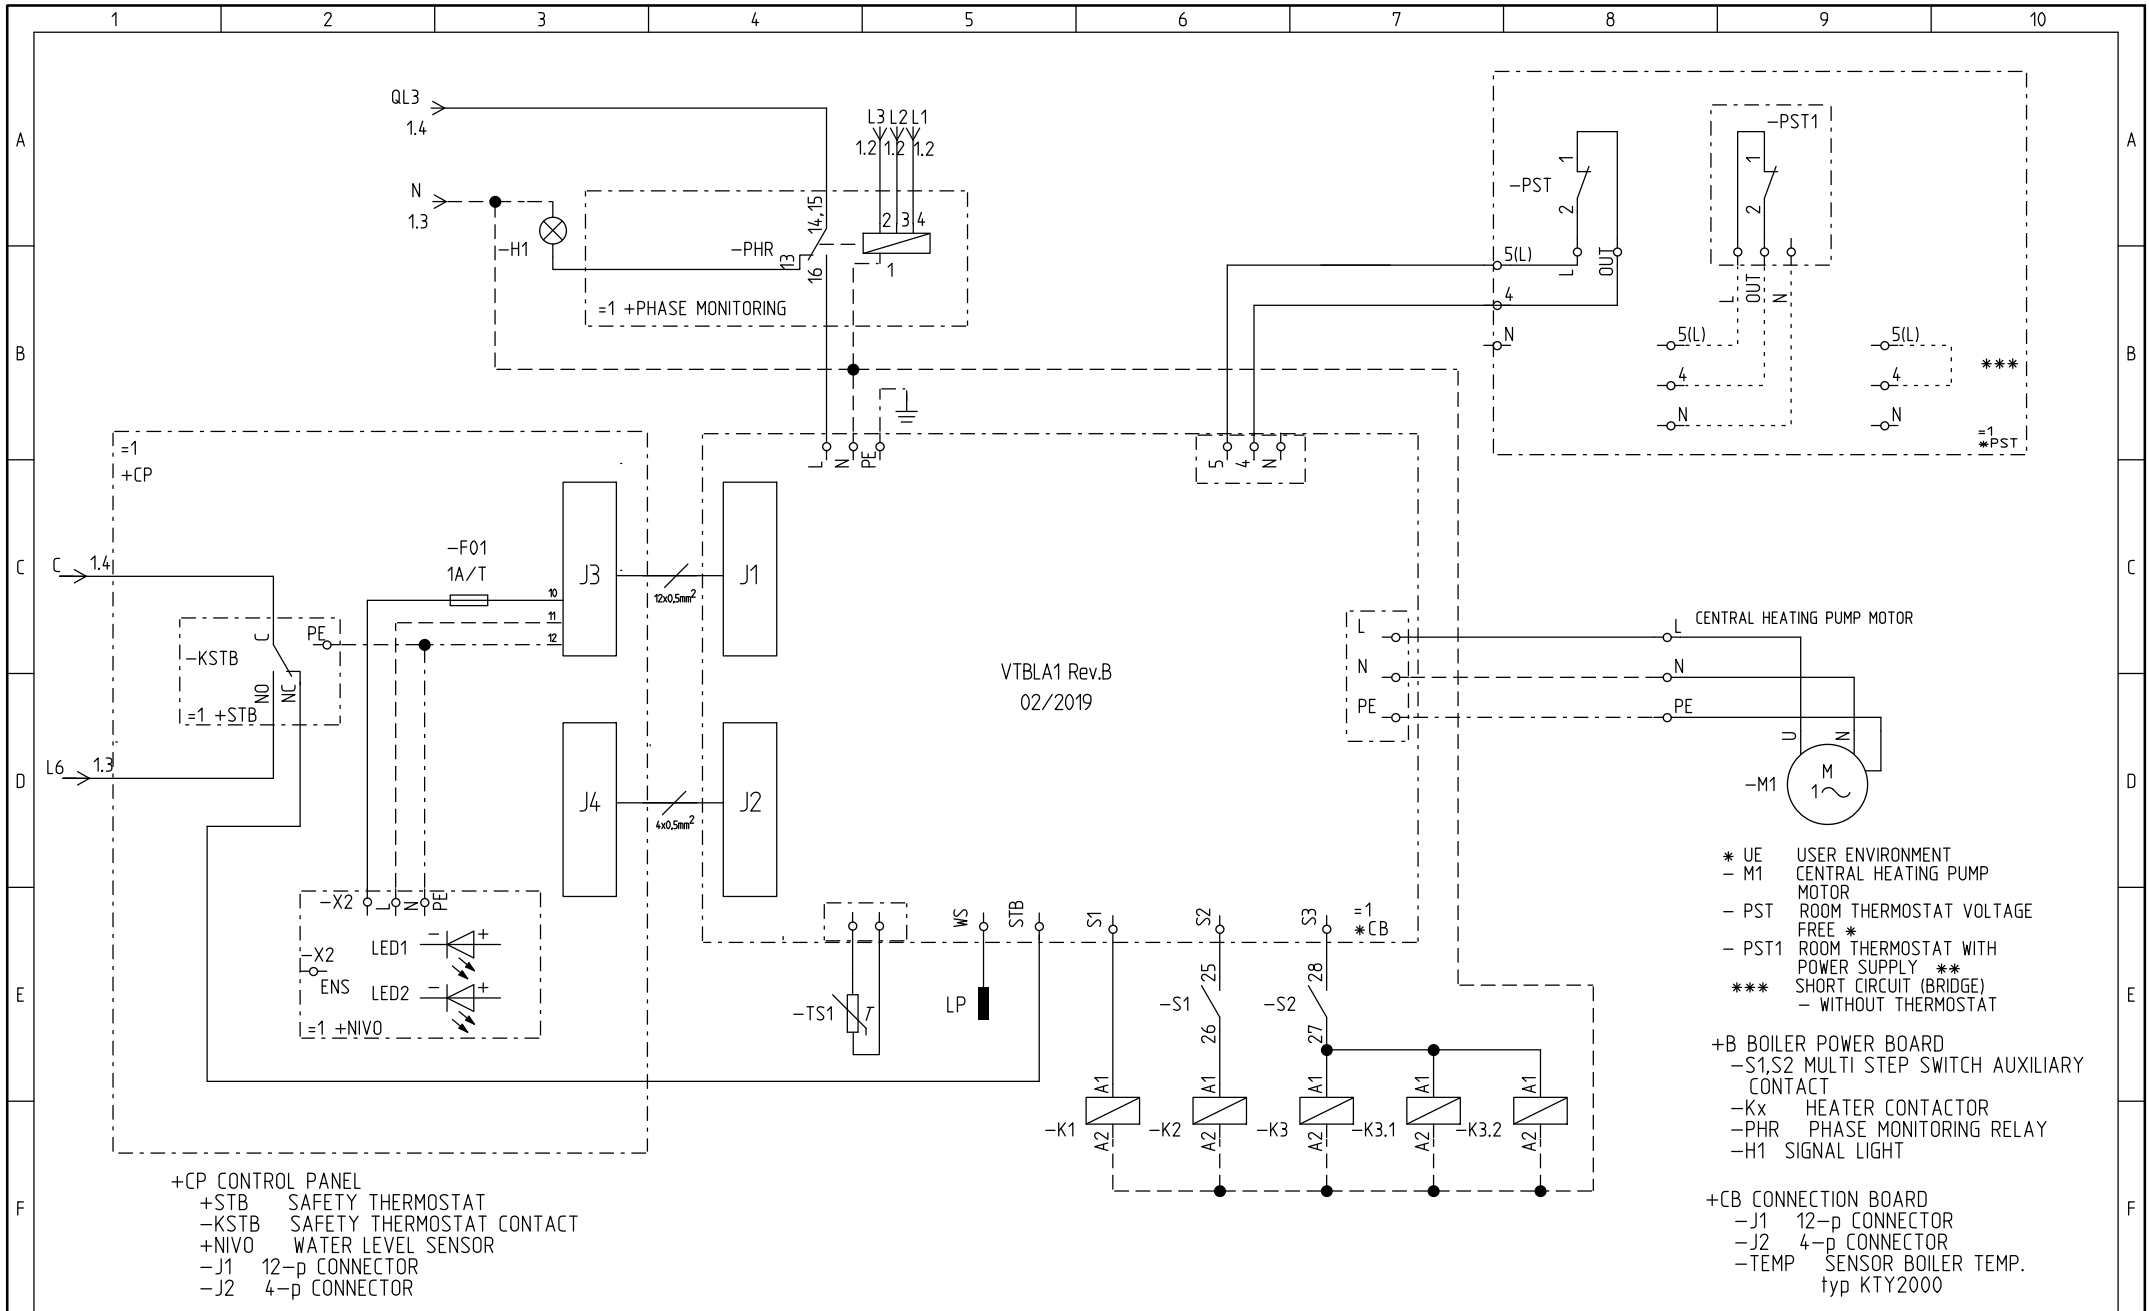 1 2 3 4 5 6 7 8 9 10
A
B
C
D
E
F
A
B
C
D
E
F
QL3
1.4
N
1.3
L3 L2 L1
1.2 1.2 1.2
-H1
-PHR
14,15
13
16
2 3 4
1
=1 +PHASE MONITORING
-PST
1
2
L
OUT
5(L)
4
N
-PST1
1
2
L
OUT
N
5(L)
4
N
5(L)
4
N
***
=1
*PST
=1
+CP
C 1.4
L6 1.3
-KSTB
C
NO
NC
PE
=1 +STB
-F01
1A/T
10
11
12
J3
J1
12x0,5mm²
J4
J2
4x0,5mm²
L
N
PE
5
4
N
VTBLA1 Rev.B
02/2019
L
N
PE
L
N
PE
CENTRAL HEATING PUMP MOTOR
U
N
-M1
M
1~
-X2
L
N
PE
LED1
- +
-X2
ENS
LED2
- +
=1 +NIVO
-TS1
T
WS
LP
STB
S1
S2
S3
=1
*CB
-S1
25
26
-S2
28
27
A1
A1
A1
A1
A1
-K1
-K2
-K3
-K3.1
-K3.2
A2
A2
A2
A2
A2
* UE USER ENVIRONMENT
- M1 CENTRAL HEATING PUMP
MOTOR
- PST ROOM THERMOSTAT VOLTAGE
FREE *
- PST1 ROOM THERMOSTAT WITH
POWER SUPPLY **
*** SHORT CIRCUIT (BRIDGE)
- WITHOUT THERMOSTAT
+B BOILER POWER BOARD
-S1,S2 MULTI STEP SWITCH AUXILIARY
CONTACT
-Kx HEATER CONTACTOR
-PHR PHASE MONITORING RELAY
-H1 SIGNAL LIGHT
+CB CONNECTION BOARD
-J1 12-p CONNECTOR
-J2 4-p CONNECTOR
-TEMP SENSOR BOILER TEMP.
typ KTY2000
+CP CONTROL PANEL
+STB SAFETY THERMOSTAT
-KSTB SAFETY THERMOSTAT CONTACT
+NIVO WATER LEVEL SENSOR
-J1 12-p CONNECTOR
-J2 4-p CONNECTOR